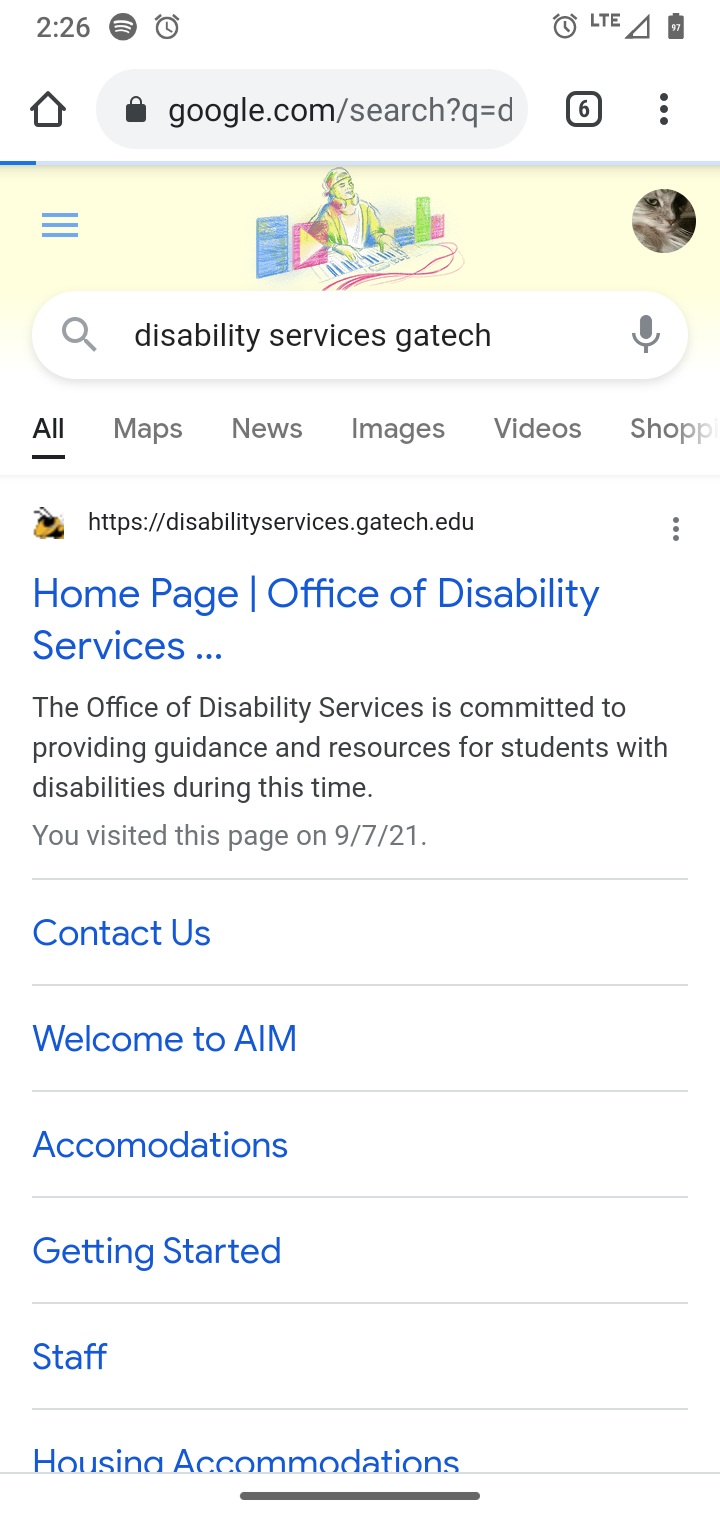 2:26
LTE
97
google.com/search?q=d
6
disability services gatech
All Maps News Images Videos Shoppi
https://disabilityservices.gatech.edu
Home Page | Office of Disability
Services ...
The Office of Disability Services is committed to
providing guidance and resources for students with
disabilities during this time.
You visited this page on 9/7/21.
Contact Us
Welcome to AIM
Accomodations
Getting Started
Staff
Housing Accommodations